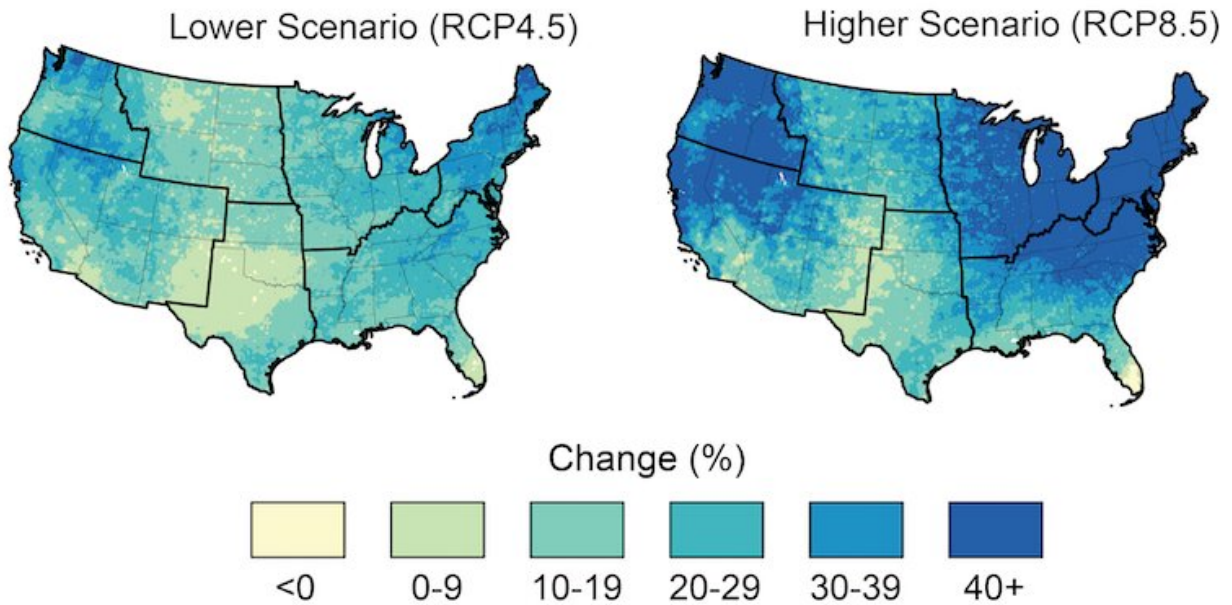 Lower Scenario (RCP4.5)
Higher Scenario (RCP8.5)
Change (%)
<0
0-9
10-19
20-29
30-39
40+